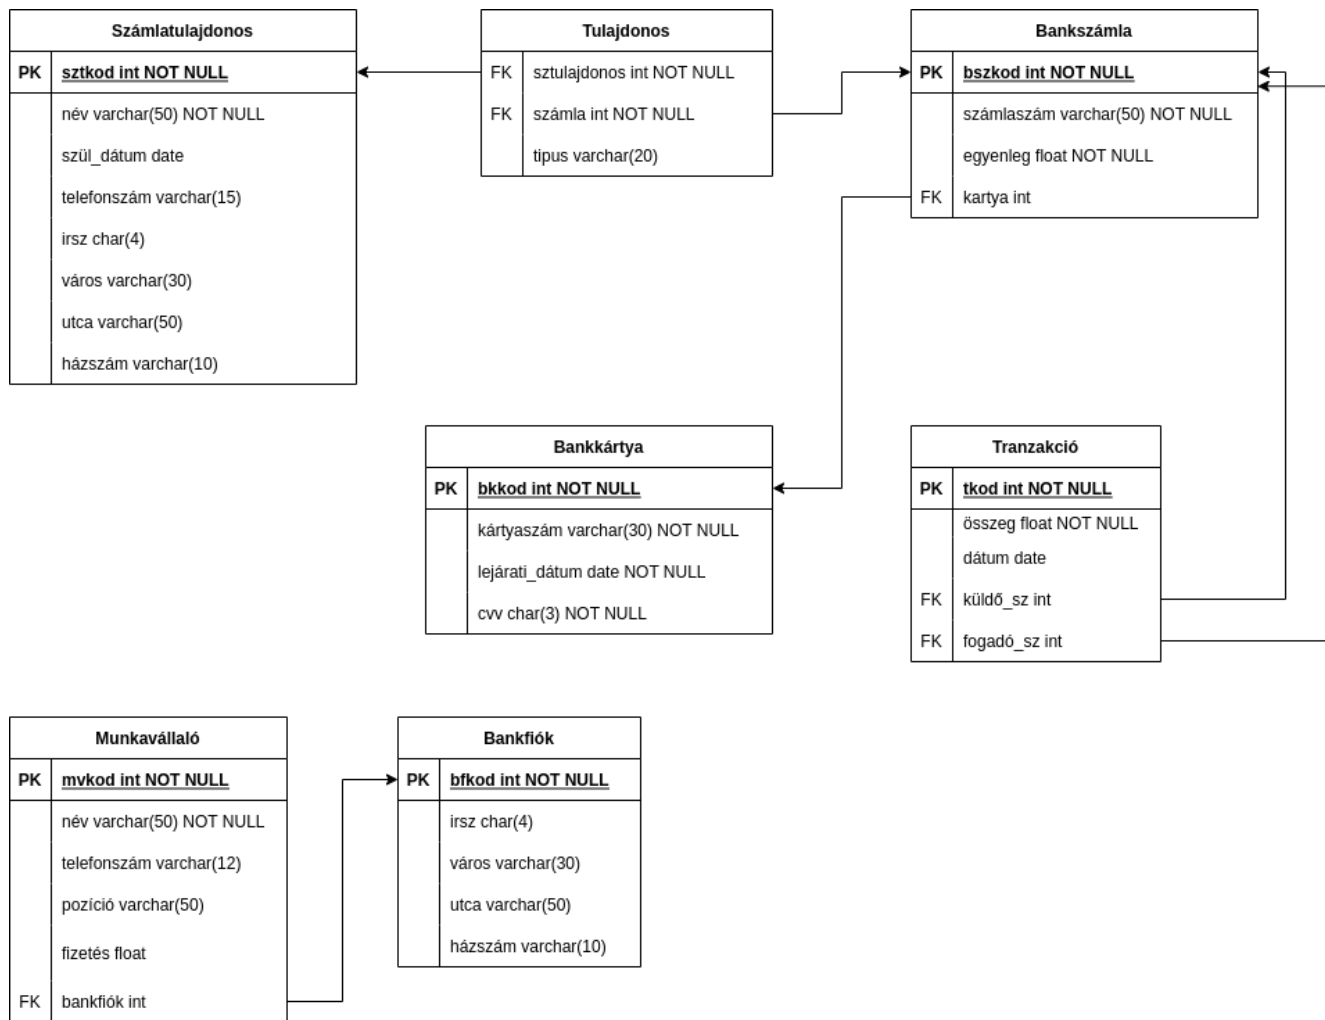 Számlatulajdonos
PK sztkod int NOT NULL
név varchar(50) NOT NULL
szül_dátum date
telefonszám varchar(15)
irsz char(4)
város varchar(30)
utca varchar(50)
házszám varchar(10)
Tulajdonos
FK sztulajdonos int NOT NULL
FK számla int NOT NULL
tipus varchar(20)
Bankszámla
PK bszkod int NOT NULL
számlaszám varchar(50) NOT NULL
egyenleg float NOT NULL
FK kartya int
Bankkártya
PK bkkod int NOT NULL
kártyaszám varchar(30) NOT NULL
lejárati_dátum date NOT NULL
cvv char(3) NOT NULL
Tranzakció
PK tkod int NOT NULL
összeg float NOT NULL
dátum date
FK küldő_sz int
FK fogadó_sz int
Munkavállaló
PK mvkod int NOT NULL
név varchar(50) NOT NULL
telefonszám varchar(12)
pozíció varchar(50)
fizetés float
FK bankfiók int
Bankfiók
PK bfkod int NOT NULL
irsz char(4)
város varchar(30)
utca varchar(50)
házszám varchar(10)